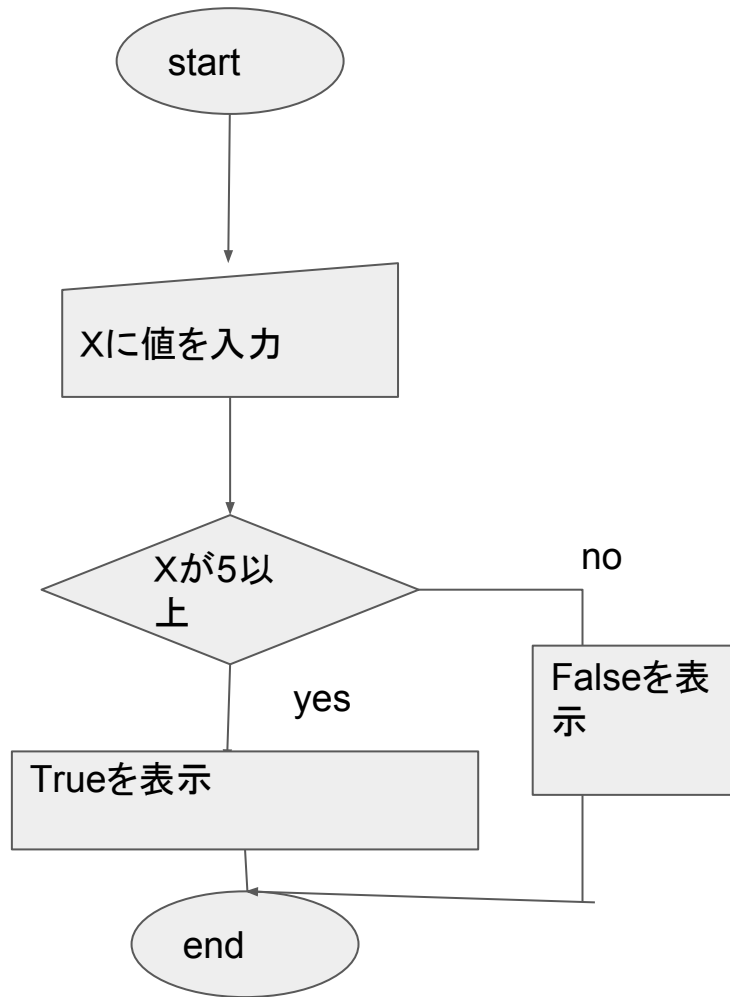 start
Xに値を入力
Xが5以
上
no
yes
Falseを表
示
Trueを表示
end